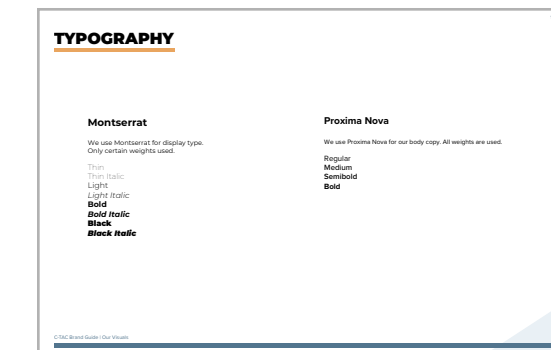 TYPOGRAPHY
Montserrat
We use Montserrat for display type.
Only certain weights used.
Thin
Thin Italic
Light
Light Italic
Bold
Bold Italic
Black
Black Italic
Proxima Nova
We use Proxima Nova for our body copy. All weights are used.
Regular
Medium
Semibold
Bold
C-TAC Brand Guide | Our Visuals